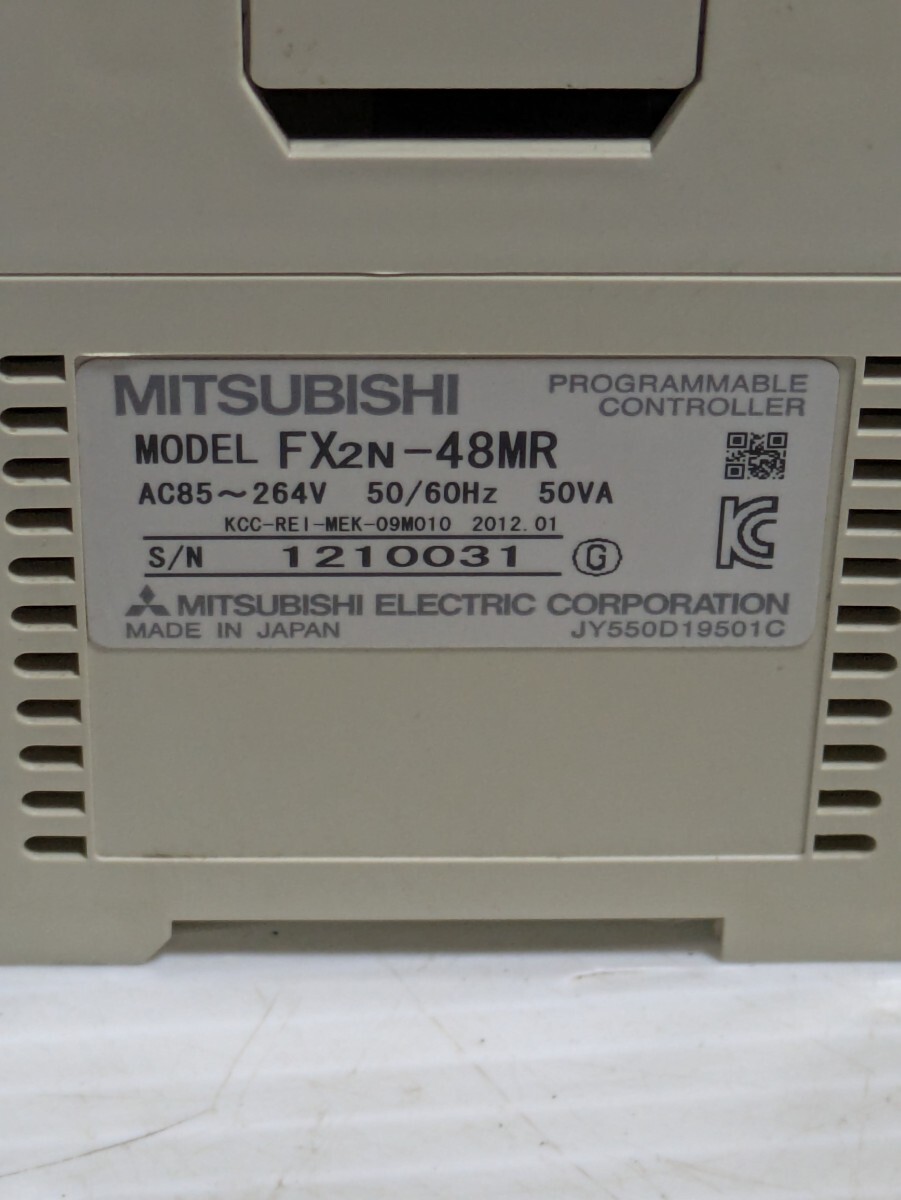 MITSUBISHI
PROGRAMMABLE
CONTROLLER
MODEL FX2N-48MR
AC85～264V 50/60Hz 50VA
KCC-REI-MEK-09M010 2012.01
S/N 1210031 G
MITSUBISHI ELECTRIC CORPORATION
MADE IN JAPAN JY550D19501C